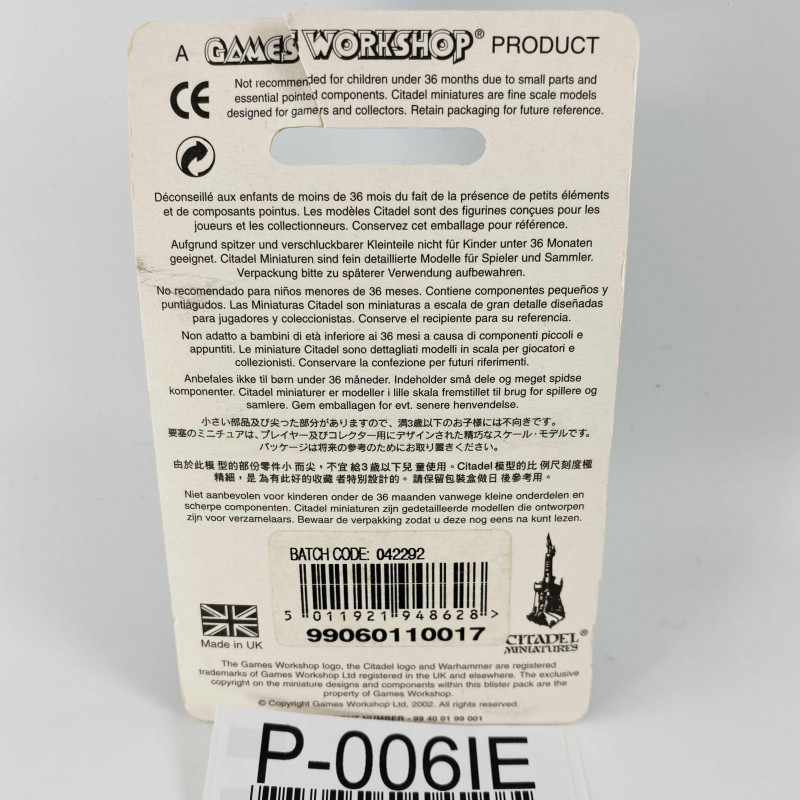 A GAMES WORKSHOP® PRODUCT
Not recommended for children under 36 months due to small parts and
essential pointed components. Citadel miniatures are fine scale models
designed for gamers and collectors. Retain packaging for future reference.
CE
Déconseillé aux enfants de moins de 36 mois du fait de la présence de petits éléments
et de composants pointus. Les modèles Citadel sont des figurines conçues pour les
joueurs et les collectionneurs. Conservez cet emballage pour référence.
Aufgrund spitzer und verschluckbarer Kleinteile nicht für Kinder unter 36 Monaten
geeignet. Citadel Miniaturen sind fein detaillierte Modelle für Spieler und Sammler.
Verpackung bitte zu späterer Verwendung aufbewahren.
No recomendado para niños menores de 36 meses. Contiene componentes pequeños y
puntiagudos. Las Miniaturas Citadel son miniaturas a escala de gran detalle diseñadas
para jugadores y coleccionistas. Conserve el recipiente para su referencia.
Non adatto a bambini di età inferiore ai 36 mesi a causa di componenti piccoli e
appuntiti. Le miniature Citadel sono dettagliati modelli in scala per giocatori e
collezionisti. Conservare la confezione per futuri riferimenti.
Anbefales ikke til børn under 36 måneder. Indeholder små dele og meget spidse
komponenter. Citadel miniaturer er modeller i lille skala fremstillet til brug for spillere og
samlere. Gem emballagen for evt. senere henvendelse.
小さい部品及び尖った部分がありますので、満3歳以下のお子様には不向きです。
要塞のミニチュアは、プレイヤー及びコレクター用にデザインされた精巧なスケール・モデルです。
パッケージは将来の参考のためにお取り置きください。
由於此模 型的部份零件小 而尖，不宜 給3歲以下兒 童使用。Citadel 模型的比 例尺刻度極
精細，是 為有此好的收藏 者特別設計的。 請保留包裝盒做日 後參考用。
Niet aanbevolen voor kinderen onder de 36 maanden vanwege kleine onderdelen en
scherpe componenten. Citadel miniaturen zijn gedetailleerde modellen die ontworpen
zijn voor verzamelaars. Bewaar de verpakking zodat u deze nog eens na kunt lezen.
BATCH CODE: 042292
5 011921 948628 >
99060110017
Made in UK
CITADEL®
MINIATURES
The Games Workshop logo, the Citadel logo and Warhammer are registered
trademarks of Games Workshop Ltd registered in the UK and elsewhere. The exclusive
copyright on the miniature designs and components within this blister pack are the
property of Games Workshop.
© Copyright Games Workshop Ltd, 2002. All rights reserved.
NUMBER - 99 40 01 99 001
P-006IE